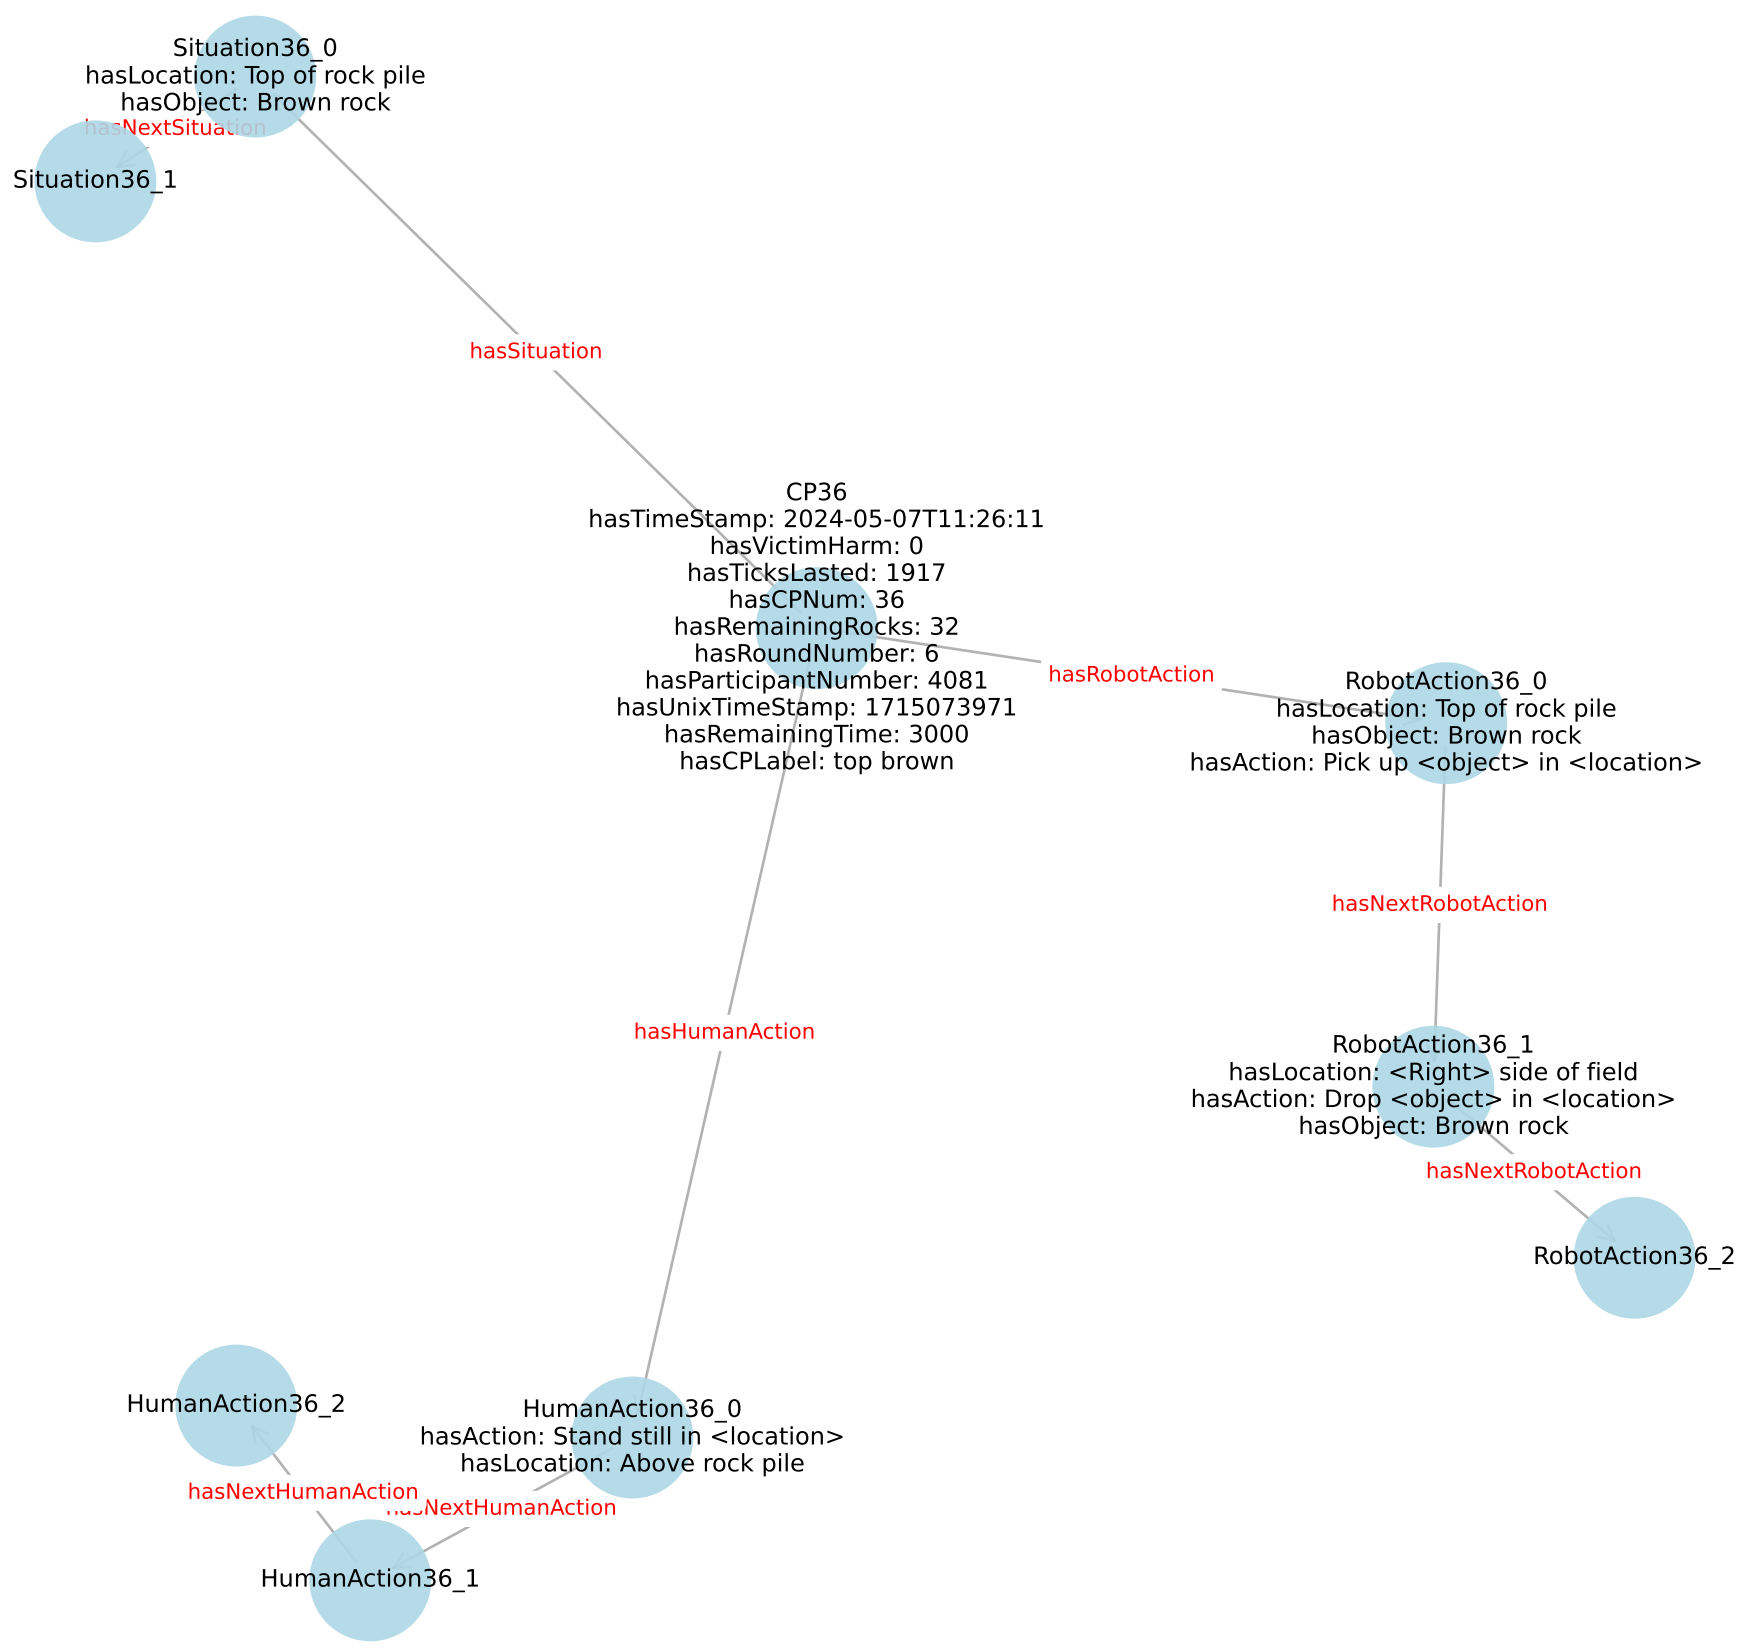 Situation36_0
hasLocation: Top of rock pile
hasObject: Brown rock
hasNextSituation
Situation36_1
hasSituation
CP36
hasTimeStamp: 2024-05-07T11:26:11
hasVictimHarm: 0
hasTicksLasted: 1917
hasCPNum: 36
hasRemainingRocks: 32
hasRoundNumber: 6
hasParticipantNumber: 4081
hasUnixTimeStamp: 1715073971
hasRemainingTime: 3000
hasCPLabel: top brown
hasRobotAction
RobotAction36_0
hasLocation: Top of rock pile
hasObject: Brown rock
hasAction: Pick up <object> in <location>
hasNextRobotAction
hasHumanAction
RobotAction36_1
hasLocation: <Right> side of field
hasAction: Drop <object> in <location>
hasObject: Brown rock
hasNextRobotAction
RobotAction36_2
HumanAction36_2
HumanAction36_0
hasAction: Stand still in <location>
hasLocation: Above rock pile
hasNextHumanAction
hasNextHumanAction
HumanAction36_1